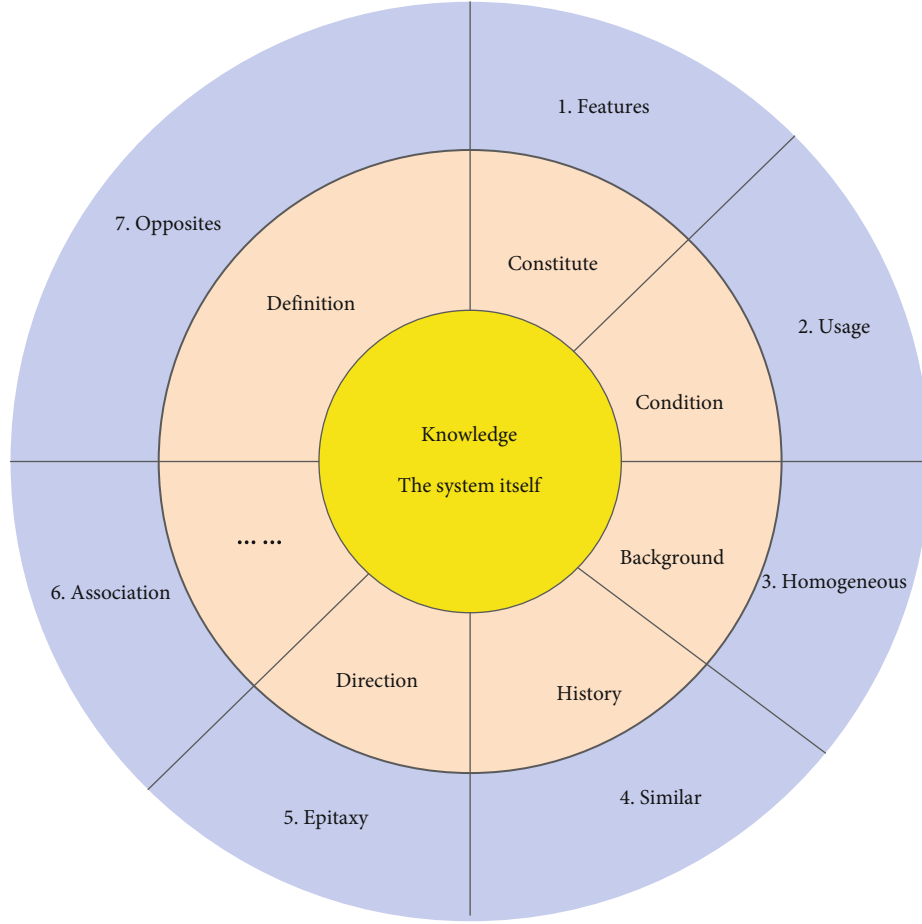 1. Features
2. Usage
3. Homogeneous
4. Similar
5. Epitaxy
6. Association
7. Opposites
Constitute
Condition
Background
History
Direction
... ...
Definition
Knowledge
The system itself